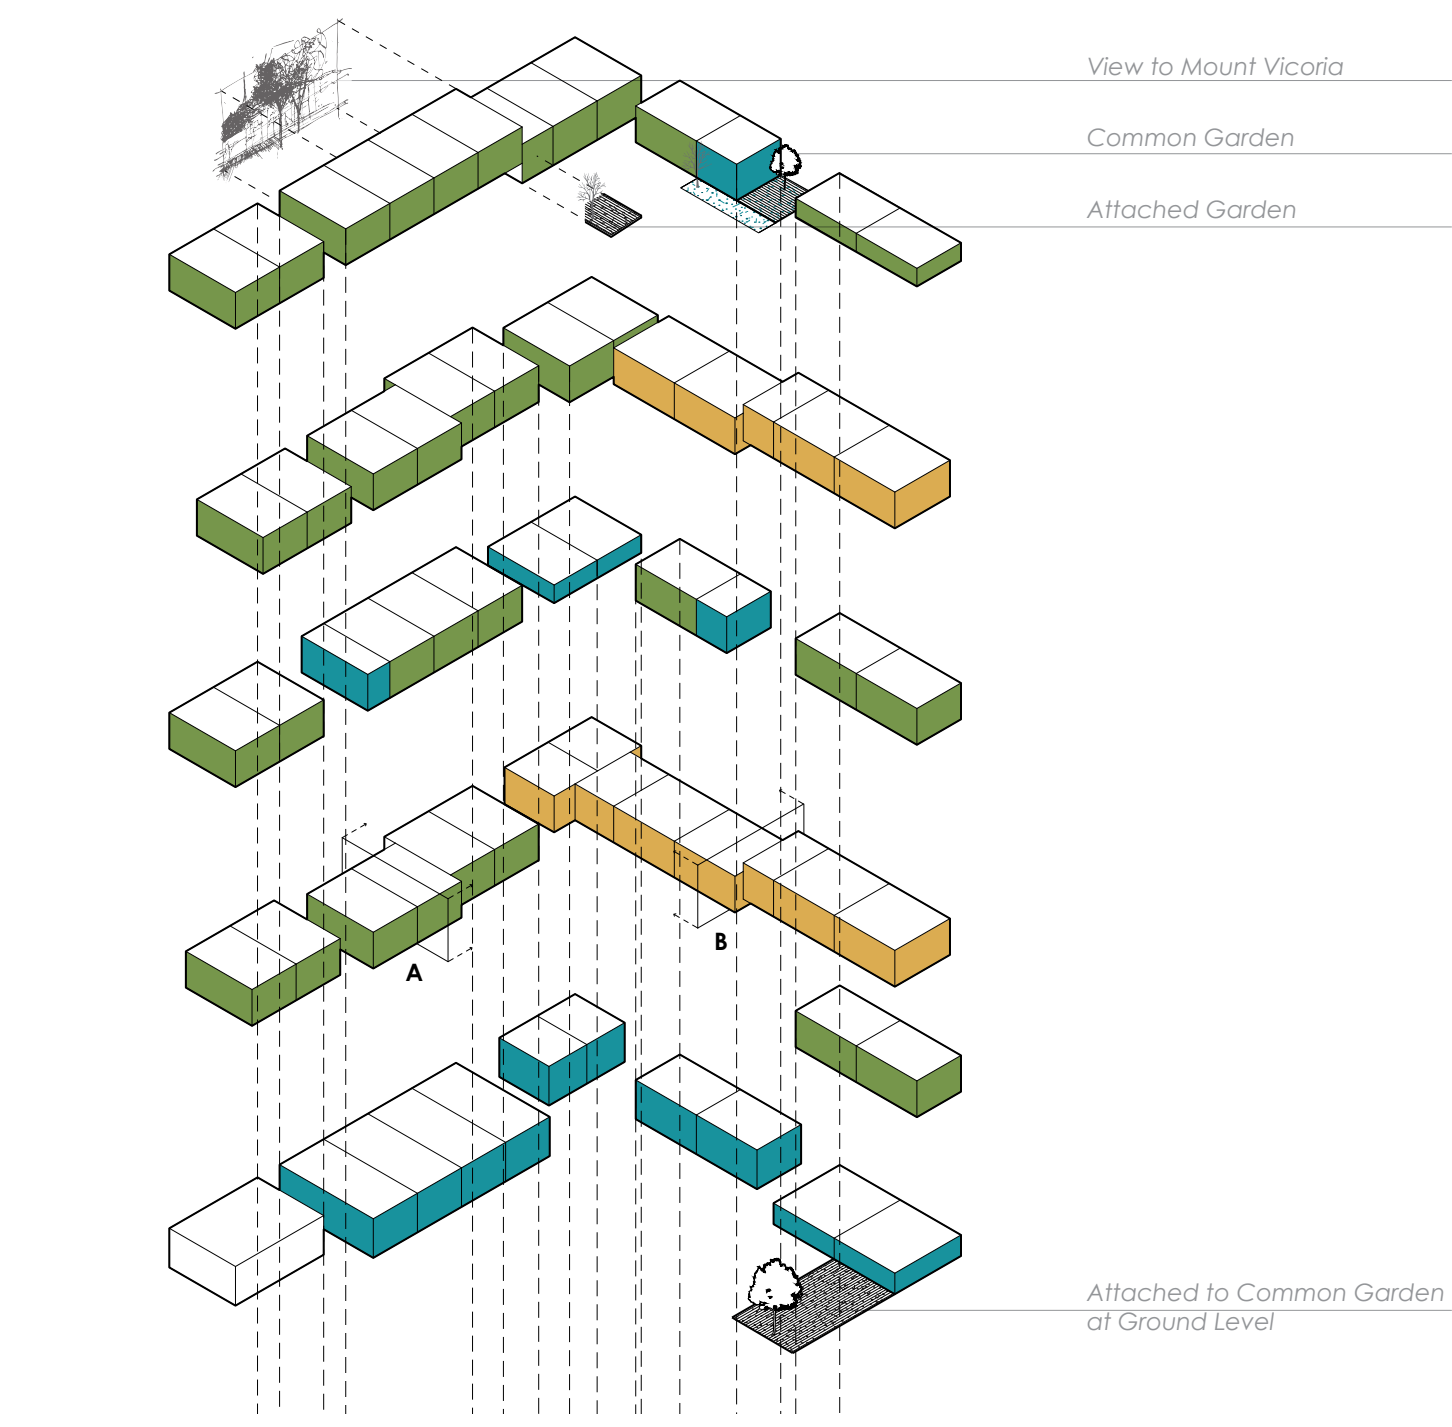 View to Mount Vicoria
Common Garden
Attached Garden
A
B
Attached to Common Garden
at Ground Level